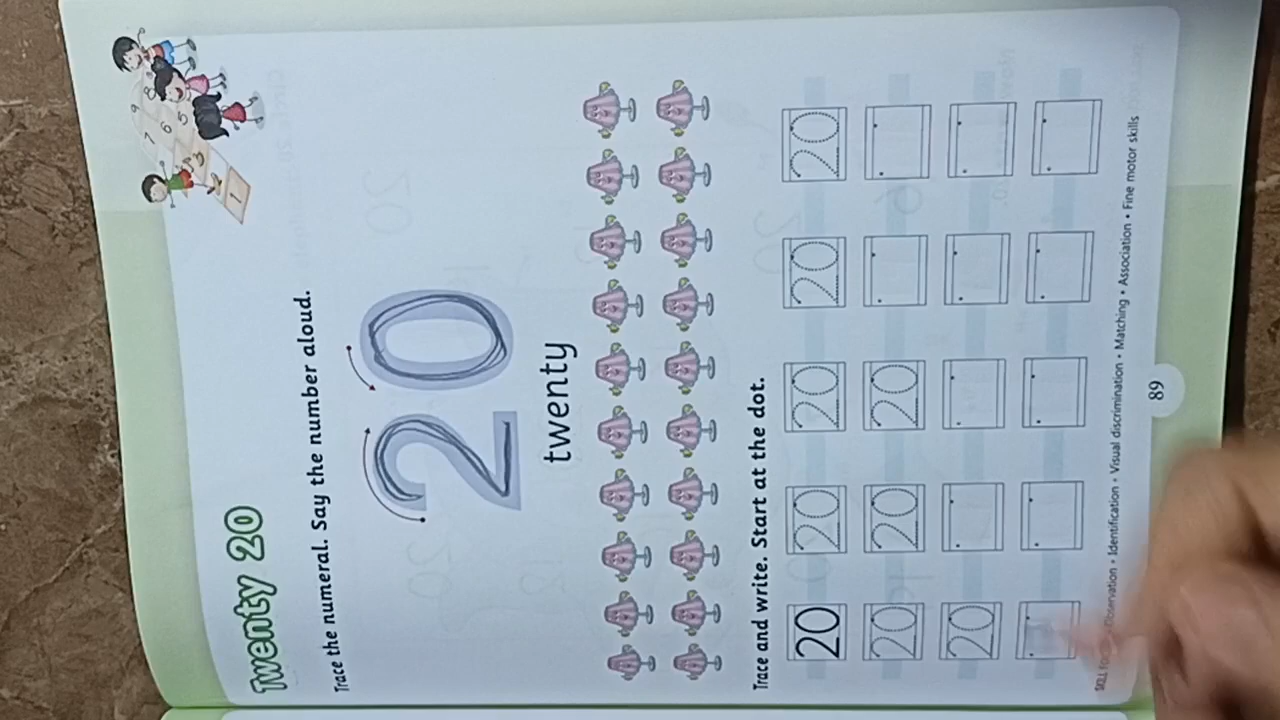 Twenty 20
Trace the numeral. Say the number aloud.
20
twenty
Trace and write. Start at the dot.
20 20 20 20 20
20 20 20
20
Observation • Identification • Visual discrimination • Matching • Association • Fine motor skills
89